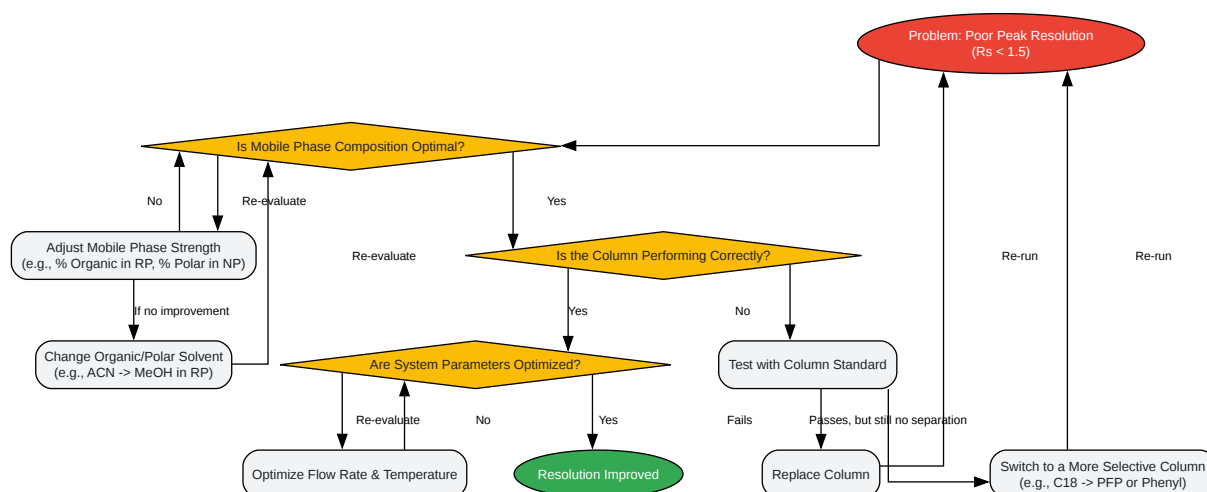 Problem: Poor Peak Resolution
(Rs < 1.5)
Is Mobile Phase Composition Optimal?
No
Re-evaluate
Yes
Adjust Mobile Phase Strength
(e.g., % Organic in RP, % Polar in NP)
Re-evaluate
Is the Column Performing Correctly?
Re-run
Re-run
If no improvement
Yes
No
Change Organic/Polar Solvent
(e.g., ACN -> MeOH in RP)
Are System Parameters Optimized?
Test with Column Standard
Re-evaluate
No
Yes
Fails
Passes, but still no separation
Optimize Flow Rate & Temperature
Resolution Improved
Replace Column
Switch to a More Selective Column
(e.g., C18 -> PFP or Phenyl)